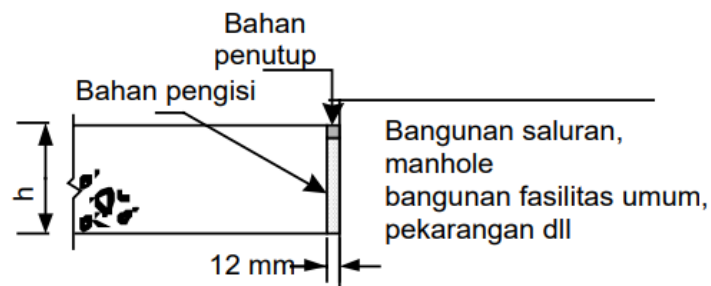 Bahan
penutup
Bahan pengisi
h
Bangunan saluran,
manhole
bangunan fasilitas umum,
pekarangan dll
12 mm